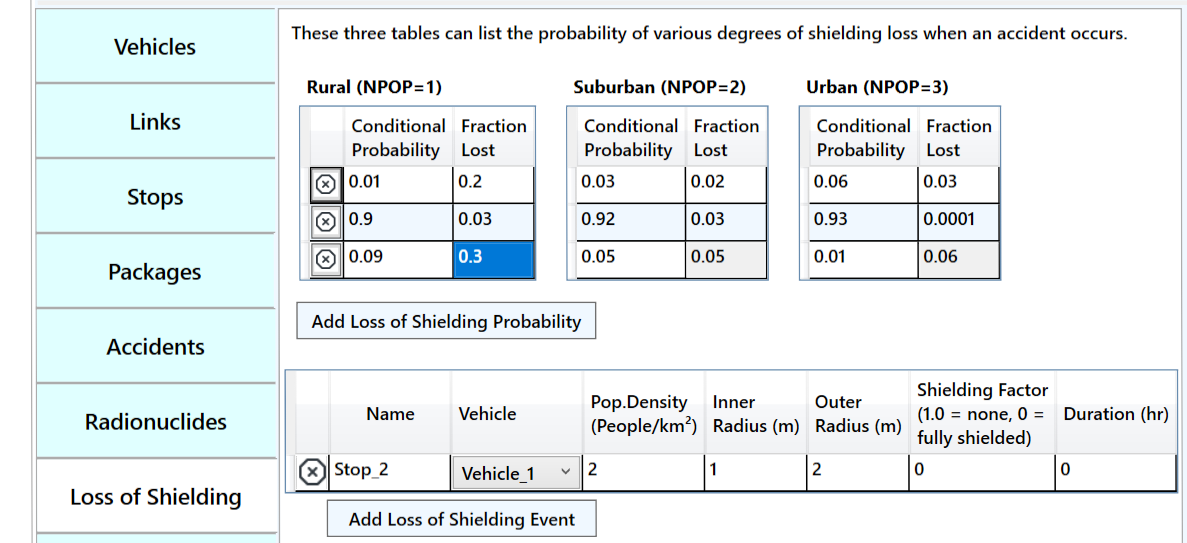 Vehicles
Links
Stops
Packages
Accidents
Radionuclides
Loss of Shielding
These three tables can list the probability of various degrees of shielding loss when an accident occurs.
Rural (NPOP=1)
Conditional Fraction
Probability Lost
0.01 0.2
0.9 0.03
0.09 0.3
Suburban (NPOP=2)
Conditional Fraction
Probability Lost
0.03 0.02
0.92 0.03
0.05 0.05
Urban (NPOP=3)
Conditional Fraction
Probability Lost
0.06 0.03
0.93 0.0001
0.01 0.06
Add Loss of Shielding Probability
Name
Vehicle
Pop.Density
(People/km²)
Inner
Radius (m)
Outer
Radius (m)
Shielding Factor
(1.0 = none, 0 =
fully shielded)
Duration (hr)
Stop_2 Vehicle_1 2 1 2 0 0
Add Loss of Shielding Event